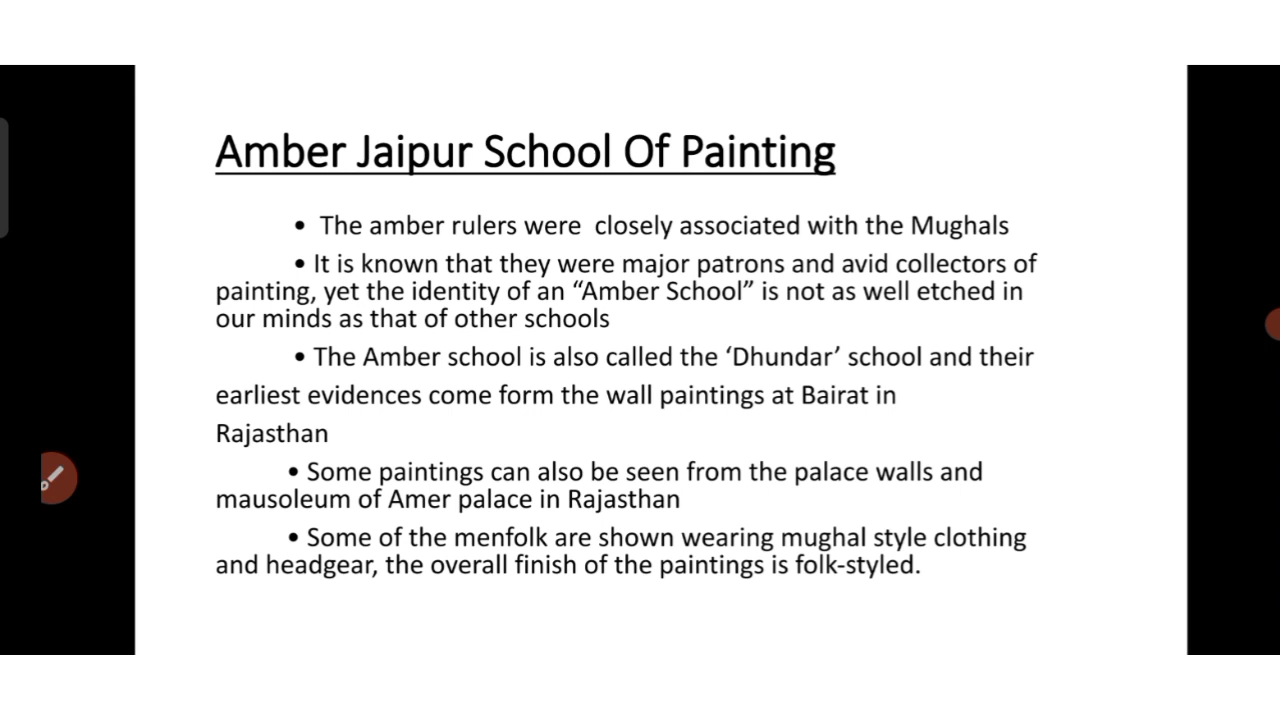 Amber Jaipur School Of Painting
• The amber rulers were closely associated with the Mughals
• It is known that they were major patrons and avid collectors of
painting, yet the identity of an “Amber School” is not as well etched in
our minds as that of other schools
• The Amber school is also called the ‘Dhundar’ school and their
earliest evidences come form the wall paintings at Bairat in
Rajasthan
• Some paintings can also be seen from the palace walls and
mausoleum of Amer palace in Rajasthan
• Some of the menfolk are shown wearing mughal style clothing
and headgear, the overall finish of the paintings is folk-styled.